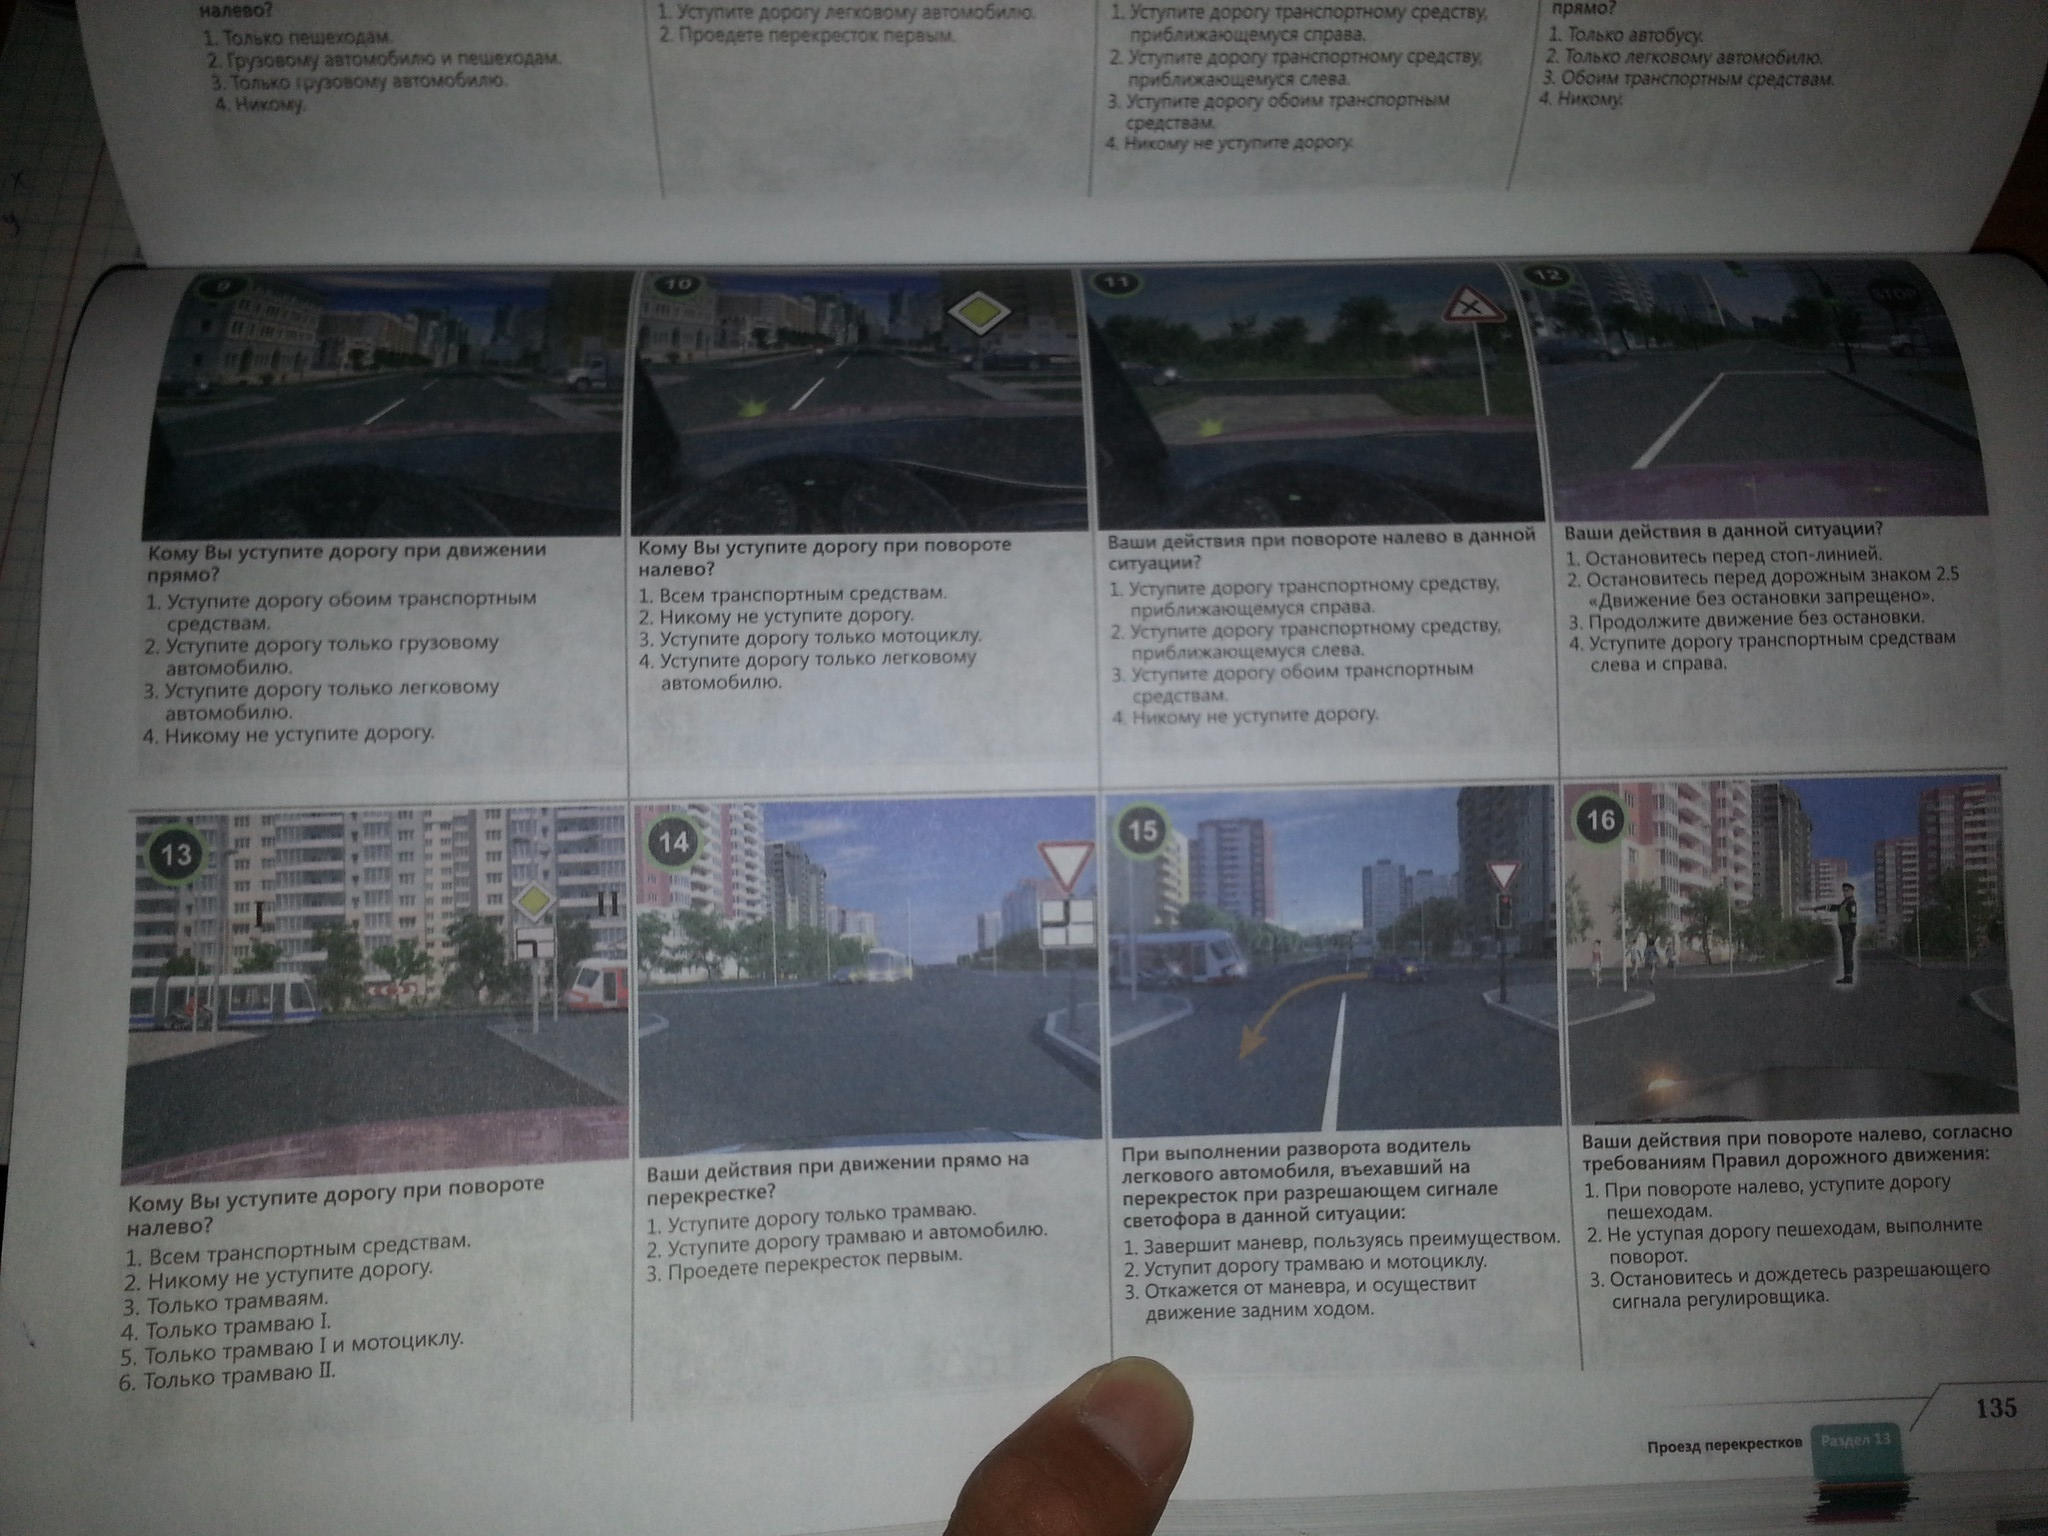 налево?
1. Только пешеходам.
2. Грузовому автомобилю и пешеходам.
3. Только грузовому автомобилю.
4. Никому.
1. Уступите дорогу легковому автомобилю.
2. Проедете перекресток первым.
1. Уступите дорогу транспортному средству,
приближающемуся справа.
2. Уступите дорогу транспортному средству,
приближающемуся слева.
3. Уступите дорогу обоим транспортным
средствам.
4. Никому не уступите дорогу.
прямо?
1. Только автобусу.
2. Только легковому автомобилю.
3. Обоим транспортным средствам.
4. Никому.
9
Кому Вы уступите дорогу при движении
прямо?
1. Уступите дорогу обоим транспортным
средствам.
2. Уступите дорогу только грузовому
автомобилю.
3. Уступите дорогу только легковому
автомобилю.
4. Никому не уступите дорогу.
10
Кому Вы уступите дорогу при повороте
налево?
1. Всем транспортным средствам.
2. Никому не уступите дорогу.
3. Уступите дорогу только мотоциклу.
4. Уступите дорогу только легковому
автомобилю.
11
Ваши действия при повороте налево в данной
ситуации?
1. Уступите дорогу транспортному средству,
приближающемуся справа.
2. Уступите дорогу транспортному средству,
приближающемуся слева.
3. Уступите дорогу обоим транспортным
средствам.
4. Никому не уступите дорогу.
12
STOP
Ваши действия в данной ситуации?
1. Остановитесь перед стоп-линией.
2. Остановитесь перед дорожным знаком 2.5
«Движение без остановки запрещено».
3. Продолжите движение без остановки.
4. Уступите дорогу транспортным средствам
слева и справа.
13
I
II
Кому Вы уступите дорогу при повороте
налево?
1. Всем транспортным средствам.
2. Никому не уступите дорогу.
3. Только трамваям.
4. Только трамваю I.
5. Только трамваю I и мотоциклу.
6. Только трамваю II.
14
Ваши действия при движении прямо на
перекрестке?
1. Уступите дорогу только трамваю.
2. Уступите дорогу трамваю и автомобилю.
3. Проедете перекресток первым.
15
При выполнении разворота водитель
легкового автомобиля, въехавший на
перекресток при разрешающем сигнале
светофора в данной ситуации:
1. Завершит маневр, пользуясь преимуществом.
2. Уступит дорогу трамваю и мотоциклу.
3. Откажется от маневра, и осуществит
движение задним ходом.
16
Ваши действия при повороте налево, согласно
требованиям Правил дорожного движения:
1. При повороте налево, уступите дорогу
пешеходам.
2. Не уступая дорогу пешеходам, выполните
поворот.
3. Остановитесь и дождетесь разрешающего
сигнала регулировщика.
135
Проезд перекрестков
Раздел 13